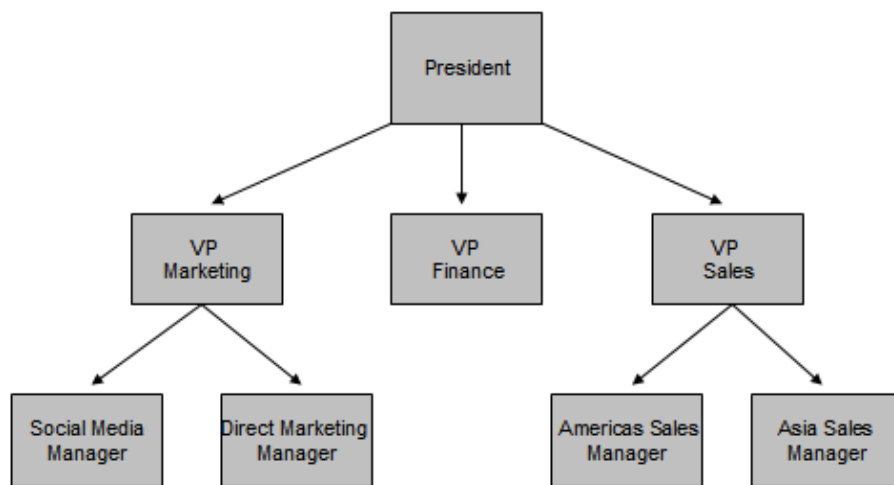 President
VP
Marketing
VP
Finance
VP
Sales
Social Media
Manager
Direct Marketing
Manager
Americas Sales
Manager
Asia Sales
Manager